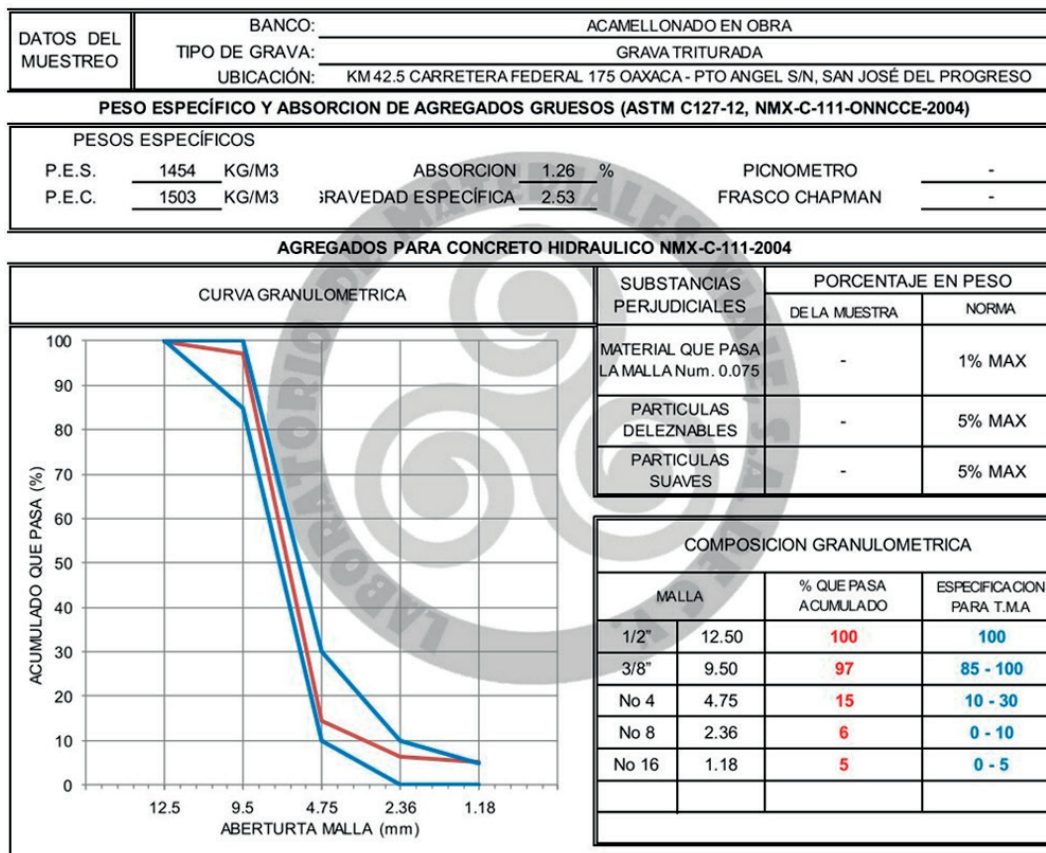 DATOS DEL MUESTREO
BANCO: ACAMELLONADO EN OBRA
TIPO DE GRAVA: GRAVA TRITURADA
UBICACIÓN: KM 42.5 CARRETERA FEDERAL 175 OAXACA - PTO ANGEL S/N, SAN JOSÉ DEL PROGRESO
PESO ESPECÍFICO Y ABSORCION DE AGREGADOS GRUESOS (ASTM C127-12, NMX-C-111-ONNCCE-2004)
PESOS ESPECÍFICOS
P.E.S. 1454 KG/M3 ABSORCION 1.26 % PICNOMETRO -
P.E.C. 1503 KG/M3 GRAVEDAD ESPECÍFICA 2.53 FRASCO CHAPMAN -
AGREGADOS PARA CONCRETO HIDRAULICO NMX-C-111-2004
CURVA GRANULOMETRICA
ACUMULADO QUE PASA (%)
100
90
80
70
60
50
40
30
20
10
0
12.5 9.5 4.75 2.36 1.18
ABERTURTA MALLA (mm)
SUBSTANCIAS PERJUDICIALES
PORCENTAJE EN PESO
DE LA MUESTRA NORMA
MATERIAL QUE PASA
LA MALLA Num. 0.075 - 1% MAX
PARTICULAS
DELEZNABLES - 5% MAX
PARTICULAS
SUAVES - 5% MAX
COMPOSICION GRANULOMETRICA
MALLA
% QUE PASA
ACUMULADO
ESPECIFICACION
PARA T.M.A
1/2” 12.50 100 100
3/8” 9.50 97 85 - 100
No 4 4.75 15 10 - 30
No 8 2.36 6 0 - 10
No 16 1.18 5 0 - 5
LABORATORIO DE MATERIALES
S.A. DE C.V.